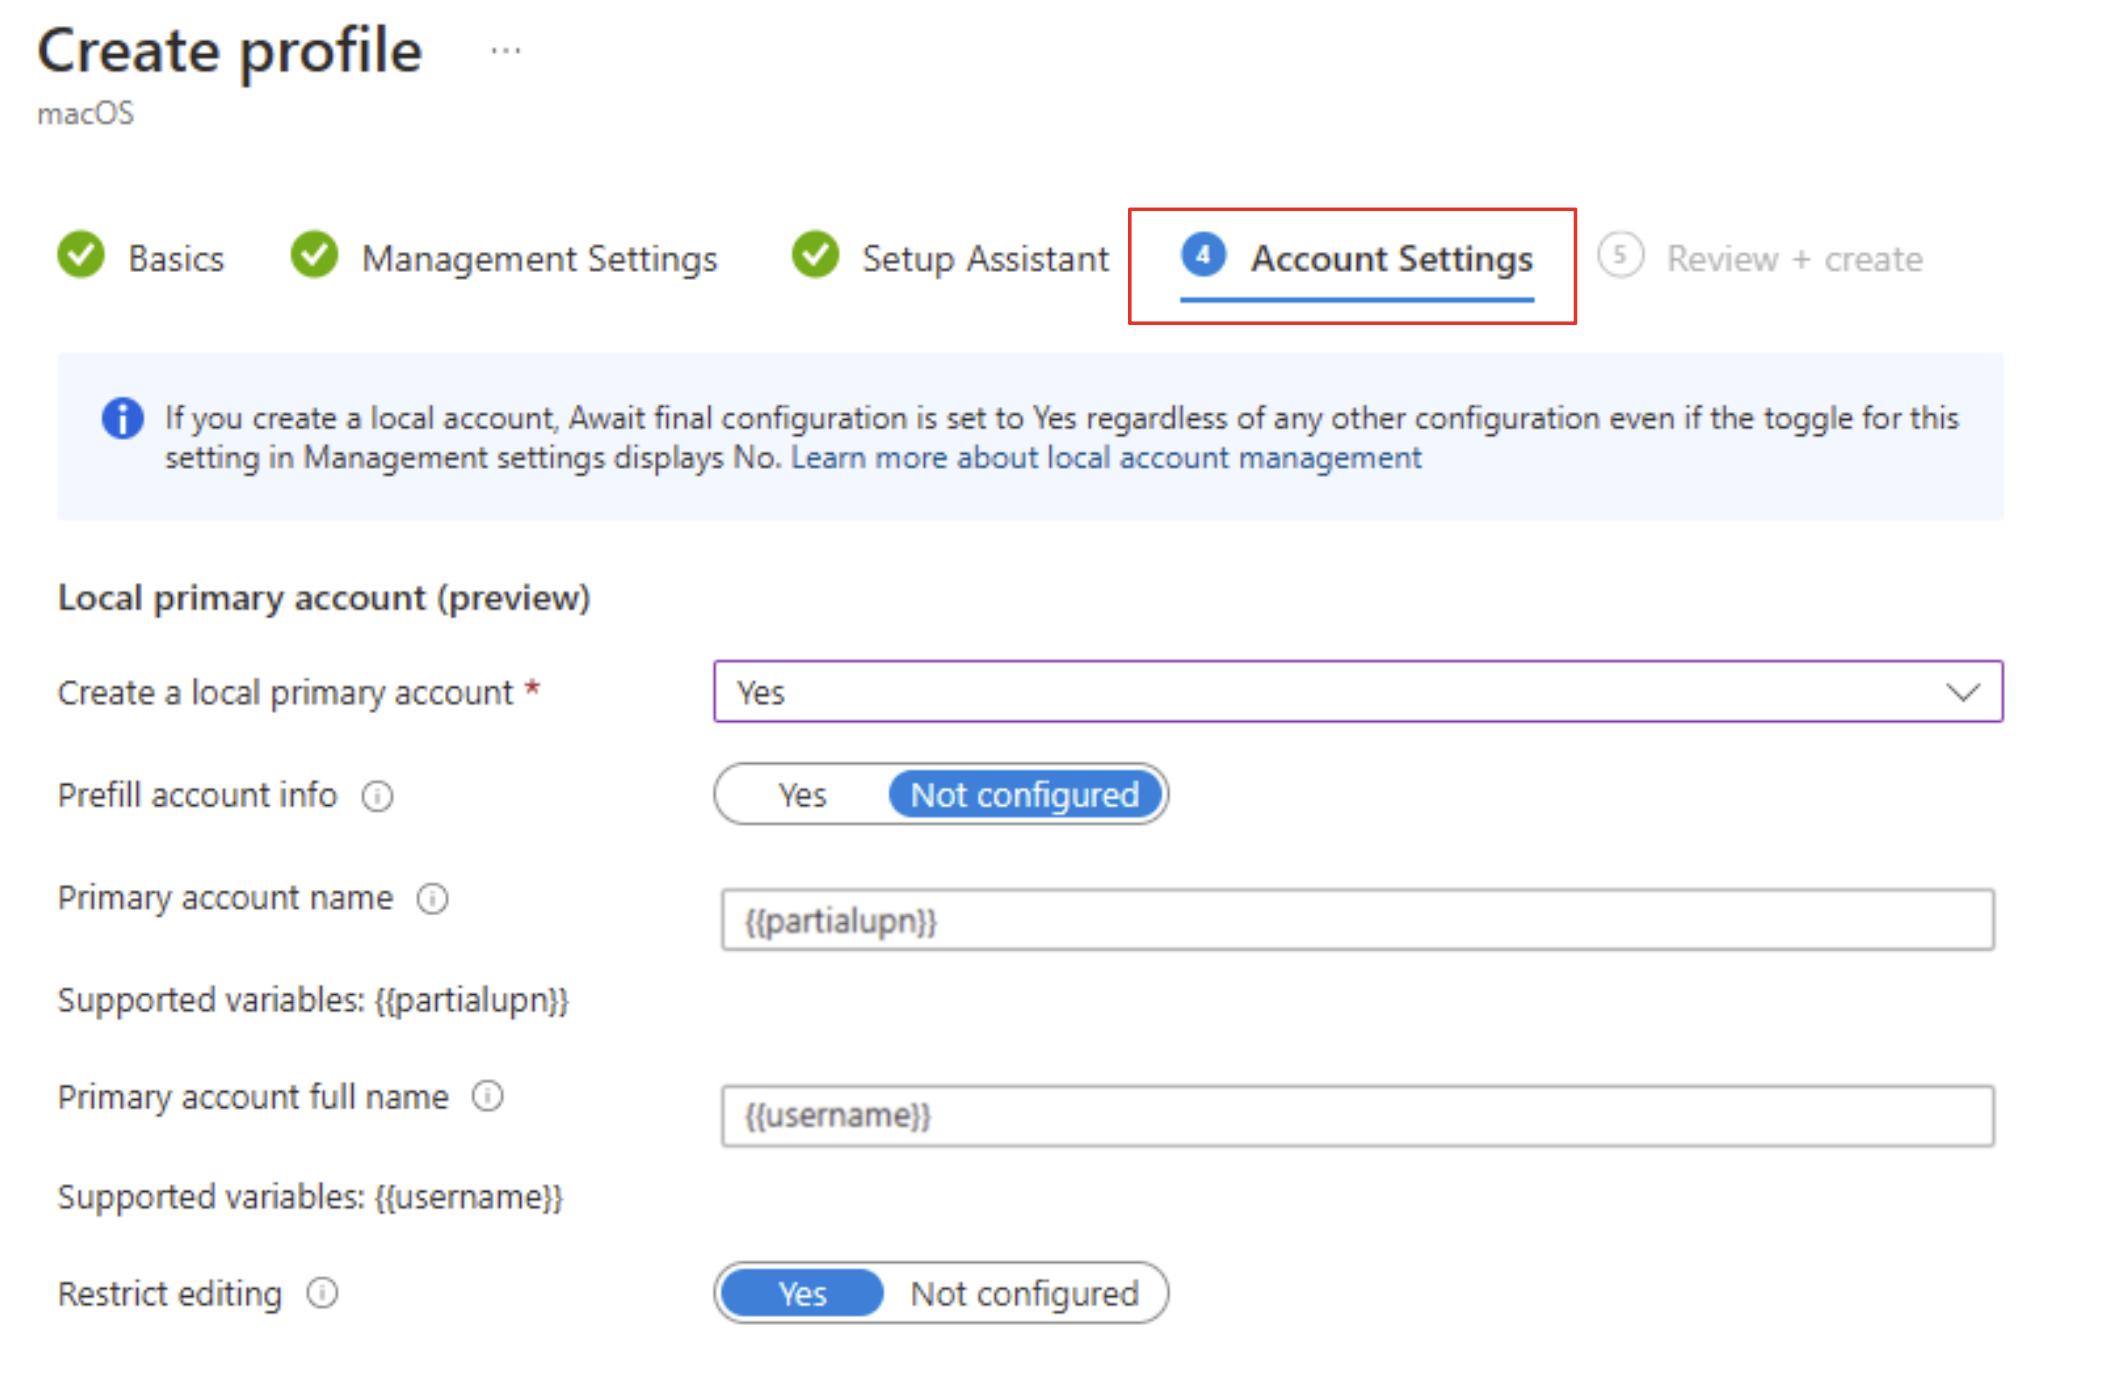 Create profile ...
macOS
Basics Management Settings Setup Assistant 4 Account Settings 5 Review + create
If you create a local account, Await final configuration is set to Yes regardless of any other configuration even if the toggle for this
setting in Management settings displays No. Learn more about local account management
Local primary account (preview)
Create a local primary account * Yes
Prefill account info Yes Not configured
Primary account name {{partialupn}}
Supported variables: {{partialupn}}
Primary account full name {{username}}
Supported variables: {{username}}
Restrict editing Yes Not configured